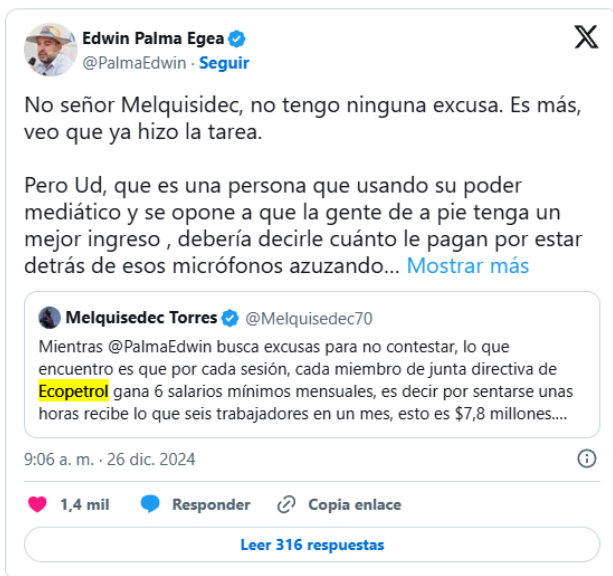 Edwin Palma Egea
@PalmaEdwin · Seguir
No señor Melquisidec, no tengo ninguna excusa. Es más,
veo que ya hizo la tarea.
Pero Ud, que es una persona que usando su poder
mediático y se opone a que la gente de a pie tenga un
mejor ingreso , debería decirle cuánto le pagan por estar
detrás de esos micrófonos azuzando... Mostrar más
Melquisedec Torres @Melquisedec70
Mientras @PalmaEdwin busca excusas para no contestar, lo que
encuentro es que por cada sesión, cada miembro de junta directiva de
Ecopetrol gana 6 salarios mínimos mensuales, es decir por sentarse unas
horas recibe lo que seis trabajadores en un mes, esto es $7,8 millones....
9:06 a. m. · 26 dic. 2024
1,4 mil Responder Copia enlace
Leer 316 respuestas